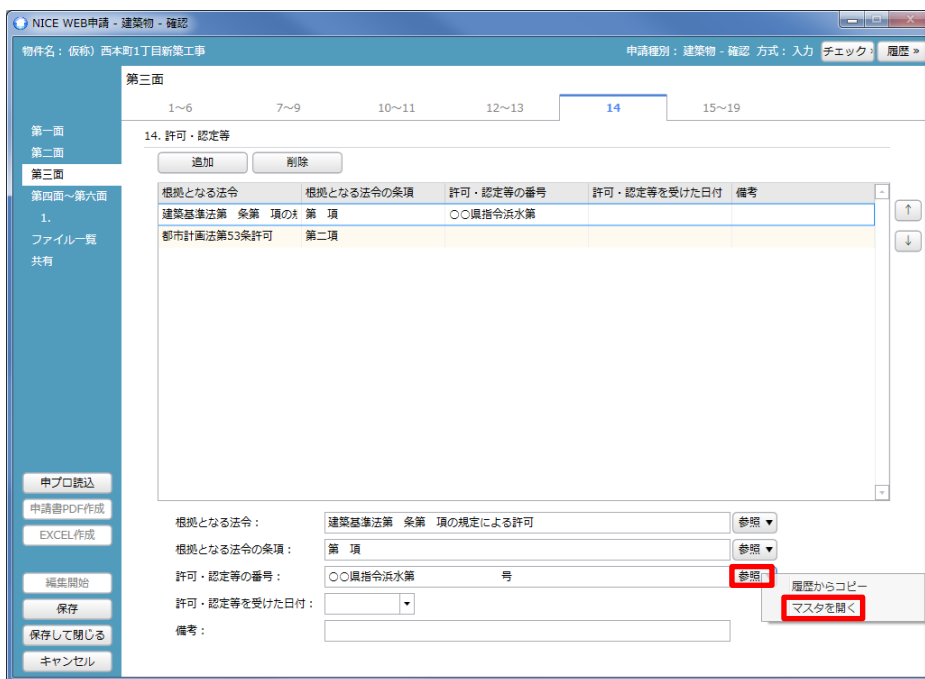 NICE WEB申請 - 建築物 - 確認
物件名：仮称）西本町1丁目新築工事 申請種別：建築物 - 確認 方式：入力 チェック» 履歴 »
第三面
1～6 7～9 10～11 12～13 14 15～19
第一面
第二面
第三面
第四面～第六面
1.
ファイル一覧
共有
14. 許可・認定等
追加 削除
根拠となる法令 根拠となる法令の条項 許可・認定等の番号 許可・認定等を受けた日付 備考
建築基準法第 条第 項の 第 項 〇〇県指令浜水第
都市計画法第53条許可 第二項
↑
↓
申プロ読込
申請書PDF作成
EXCEL作成
編集開始
保存
保存して閉じる
キャンセル
根拠となる法令： 建築基準法第 条第 項の規定による許可 参照 ▼
根拠となる法令の条項： 第 項 参照 ▼
許可・認定等の番号： 〇〇県指令浜水第 号 参照
履歴からコピー
マスタを開く
許可・認定等を受けた日付： ▼
備考：